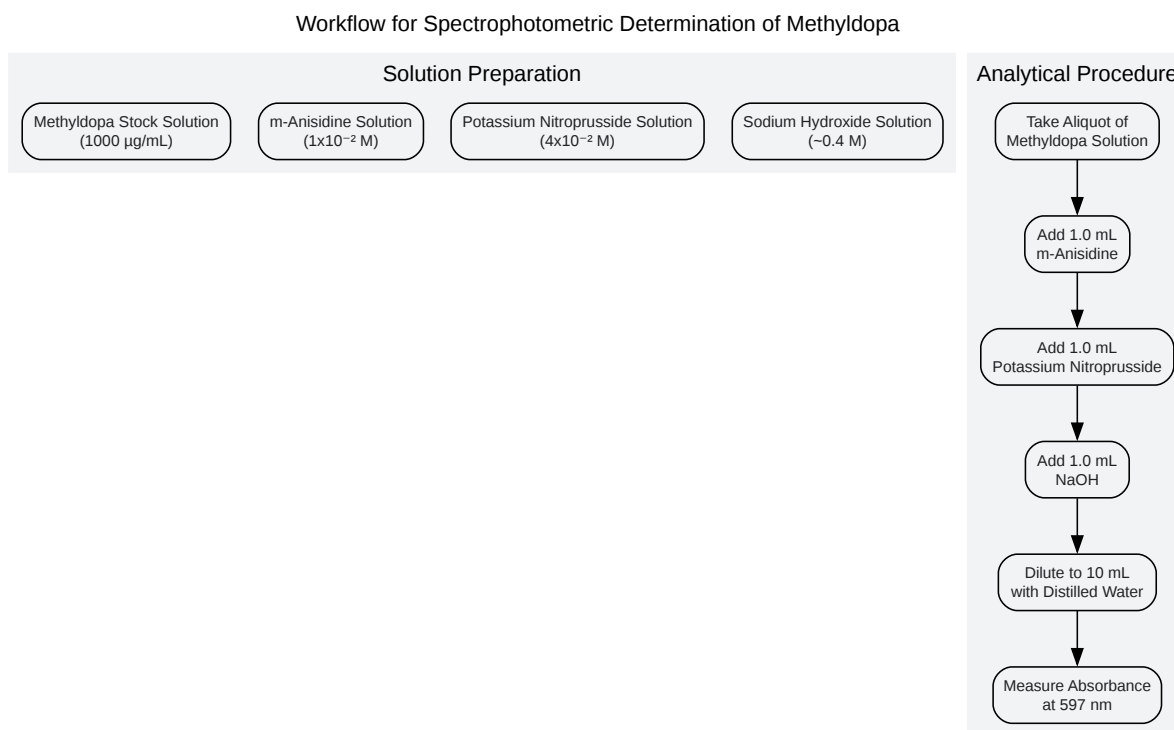 Workflow for Spectrophotometric Determination of Methyldopa
Solution Preparation
Methyldopa Stock Solution
(1000 µg/mL)
m-Anisidine Solution
(1x10⁻² M)
Potassium Nitroprusside Solution
(4x10⁻² M)
Sodium Hydroxide Solution
(~0.4 M)
Analytical Procedure
Take Aliquot of
Methyldopa Solution
Add 1.0 mL
m-Anisidine
Add 1.0 mL
Potassium Nitroprusside
Add 1.0 mL
NaOH
Dilute to 10 mL
with Distilled Water
Measure Absorbance
at 597 nm